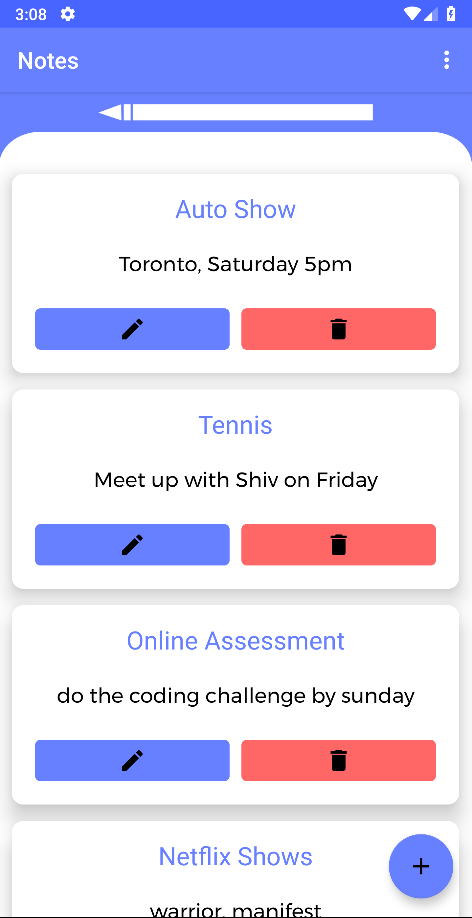 3:08
Notes
Auto Show
Toronto, Saturday 5pm
Tennis
Meet up with Shiv on Friday
Online Assessment
do the coding challenge by sunday
Netflix Shows
warrior, manifest